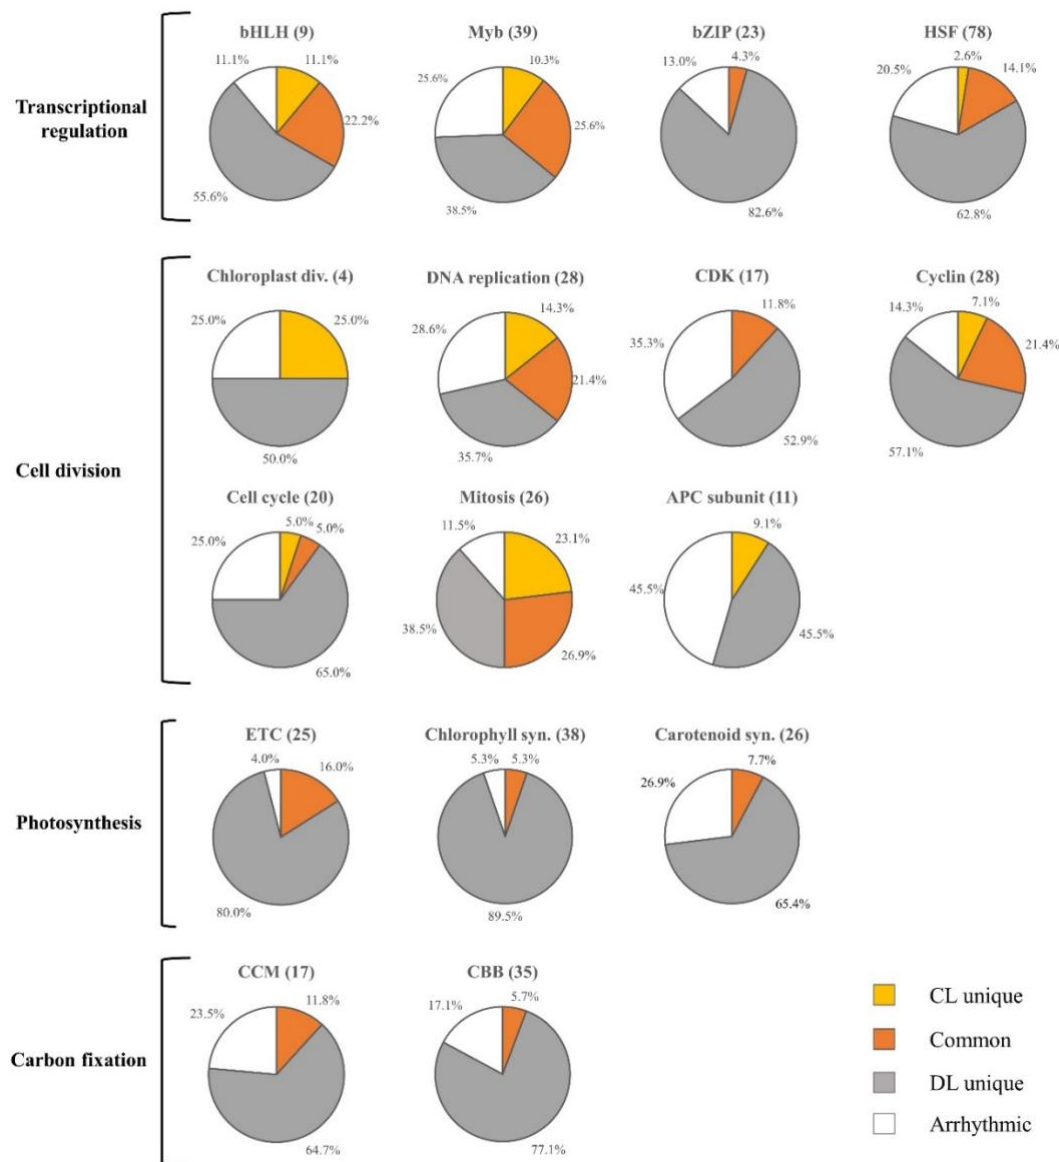 Transcriptional
regulation
bHLH (9)
11.1% 11.1%
22.2%
55.6%
Myb (39)
10.3%
25.6%
25.6%
38.5%
bZIP (23)
4.3%
13.0%
82.6%
HSF (78)
2.6%
14.1%
20.5%
62.8%
Cell division
Chloroplast div. (4)
25.0% 25.0%
50.0%
DNA replication (28)
14.3%
28.6%
21.4%
35.7%
CDK (17)
11.8%
35.3%
52.9%
Cyclin (28)
14.3% 7.1%
21.4%
57.1%
Cell cycle (20)
5.0% 5.0%
25.0%
65.0%
Mitosis (26)
11.5%
23.1%
38.5%
26.9%
APC subunit (11)
9.1%
45.5%
45.5%
Photosynthesis
ETC (25)
4.0% 16.0%
80.0%
Chlorophyll syn. (38)
5.3% 5.3%
89.5%
Carotenoid syn. (26)
7.7%
26.9%
65.4%
Carbon fixation
CCM (17)
11.8%
23.5%
64.7%
CBB (35)
5.7%
17.1%
77.1%
CL unique
Common
DL unique
Arrhythmic